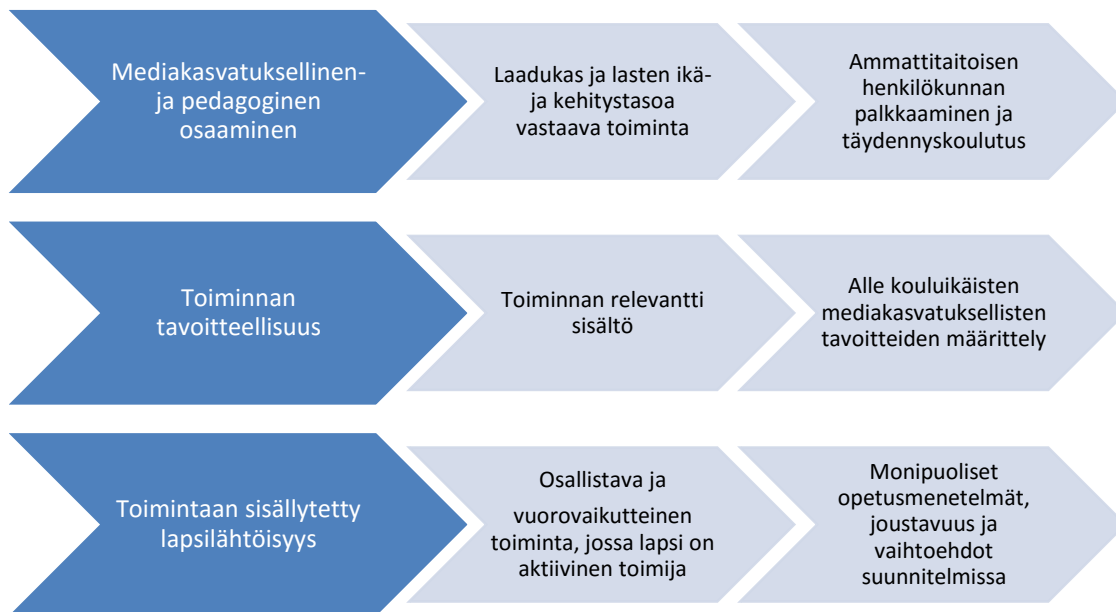 Mediakasvatuksellinen-
ja pedagoginen
osaaminen
Laadukas ja lasten ikä-
ja kehitystasoa
vastaava toiminta
Ammattitaitoisen
henkilökunnan
palkkaaminen ja
täydennyskoulutus
Toiminnan
tavoitteellisuus
Toiminnan relevantti
sisältö
Alle kouluikäisten
mediakasvatuksellisten
tavoitteiden määrittely
Toimintaan sisällytetty
lapsilähtöisyys
Osallistava ja
vuorovaikutteinen
toiminta, jossa lapsi on
aktiivinen toimija
Monipuoliset
opetusmenetelmät,
joustavuus ja
vaihtoehdot
suunnitelmissa